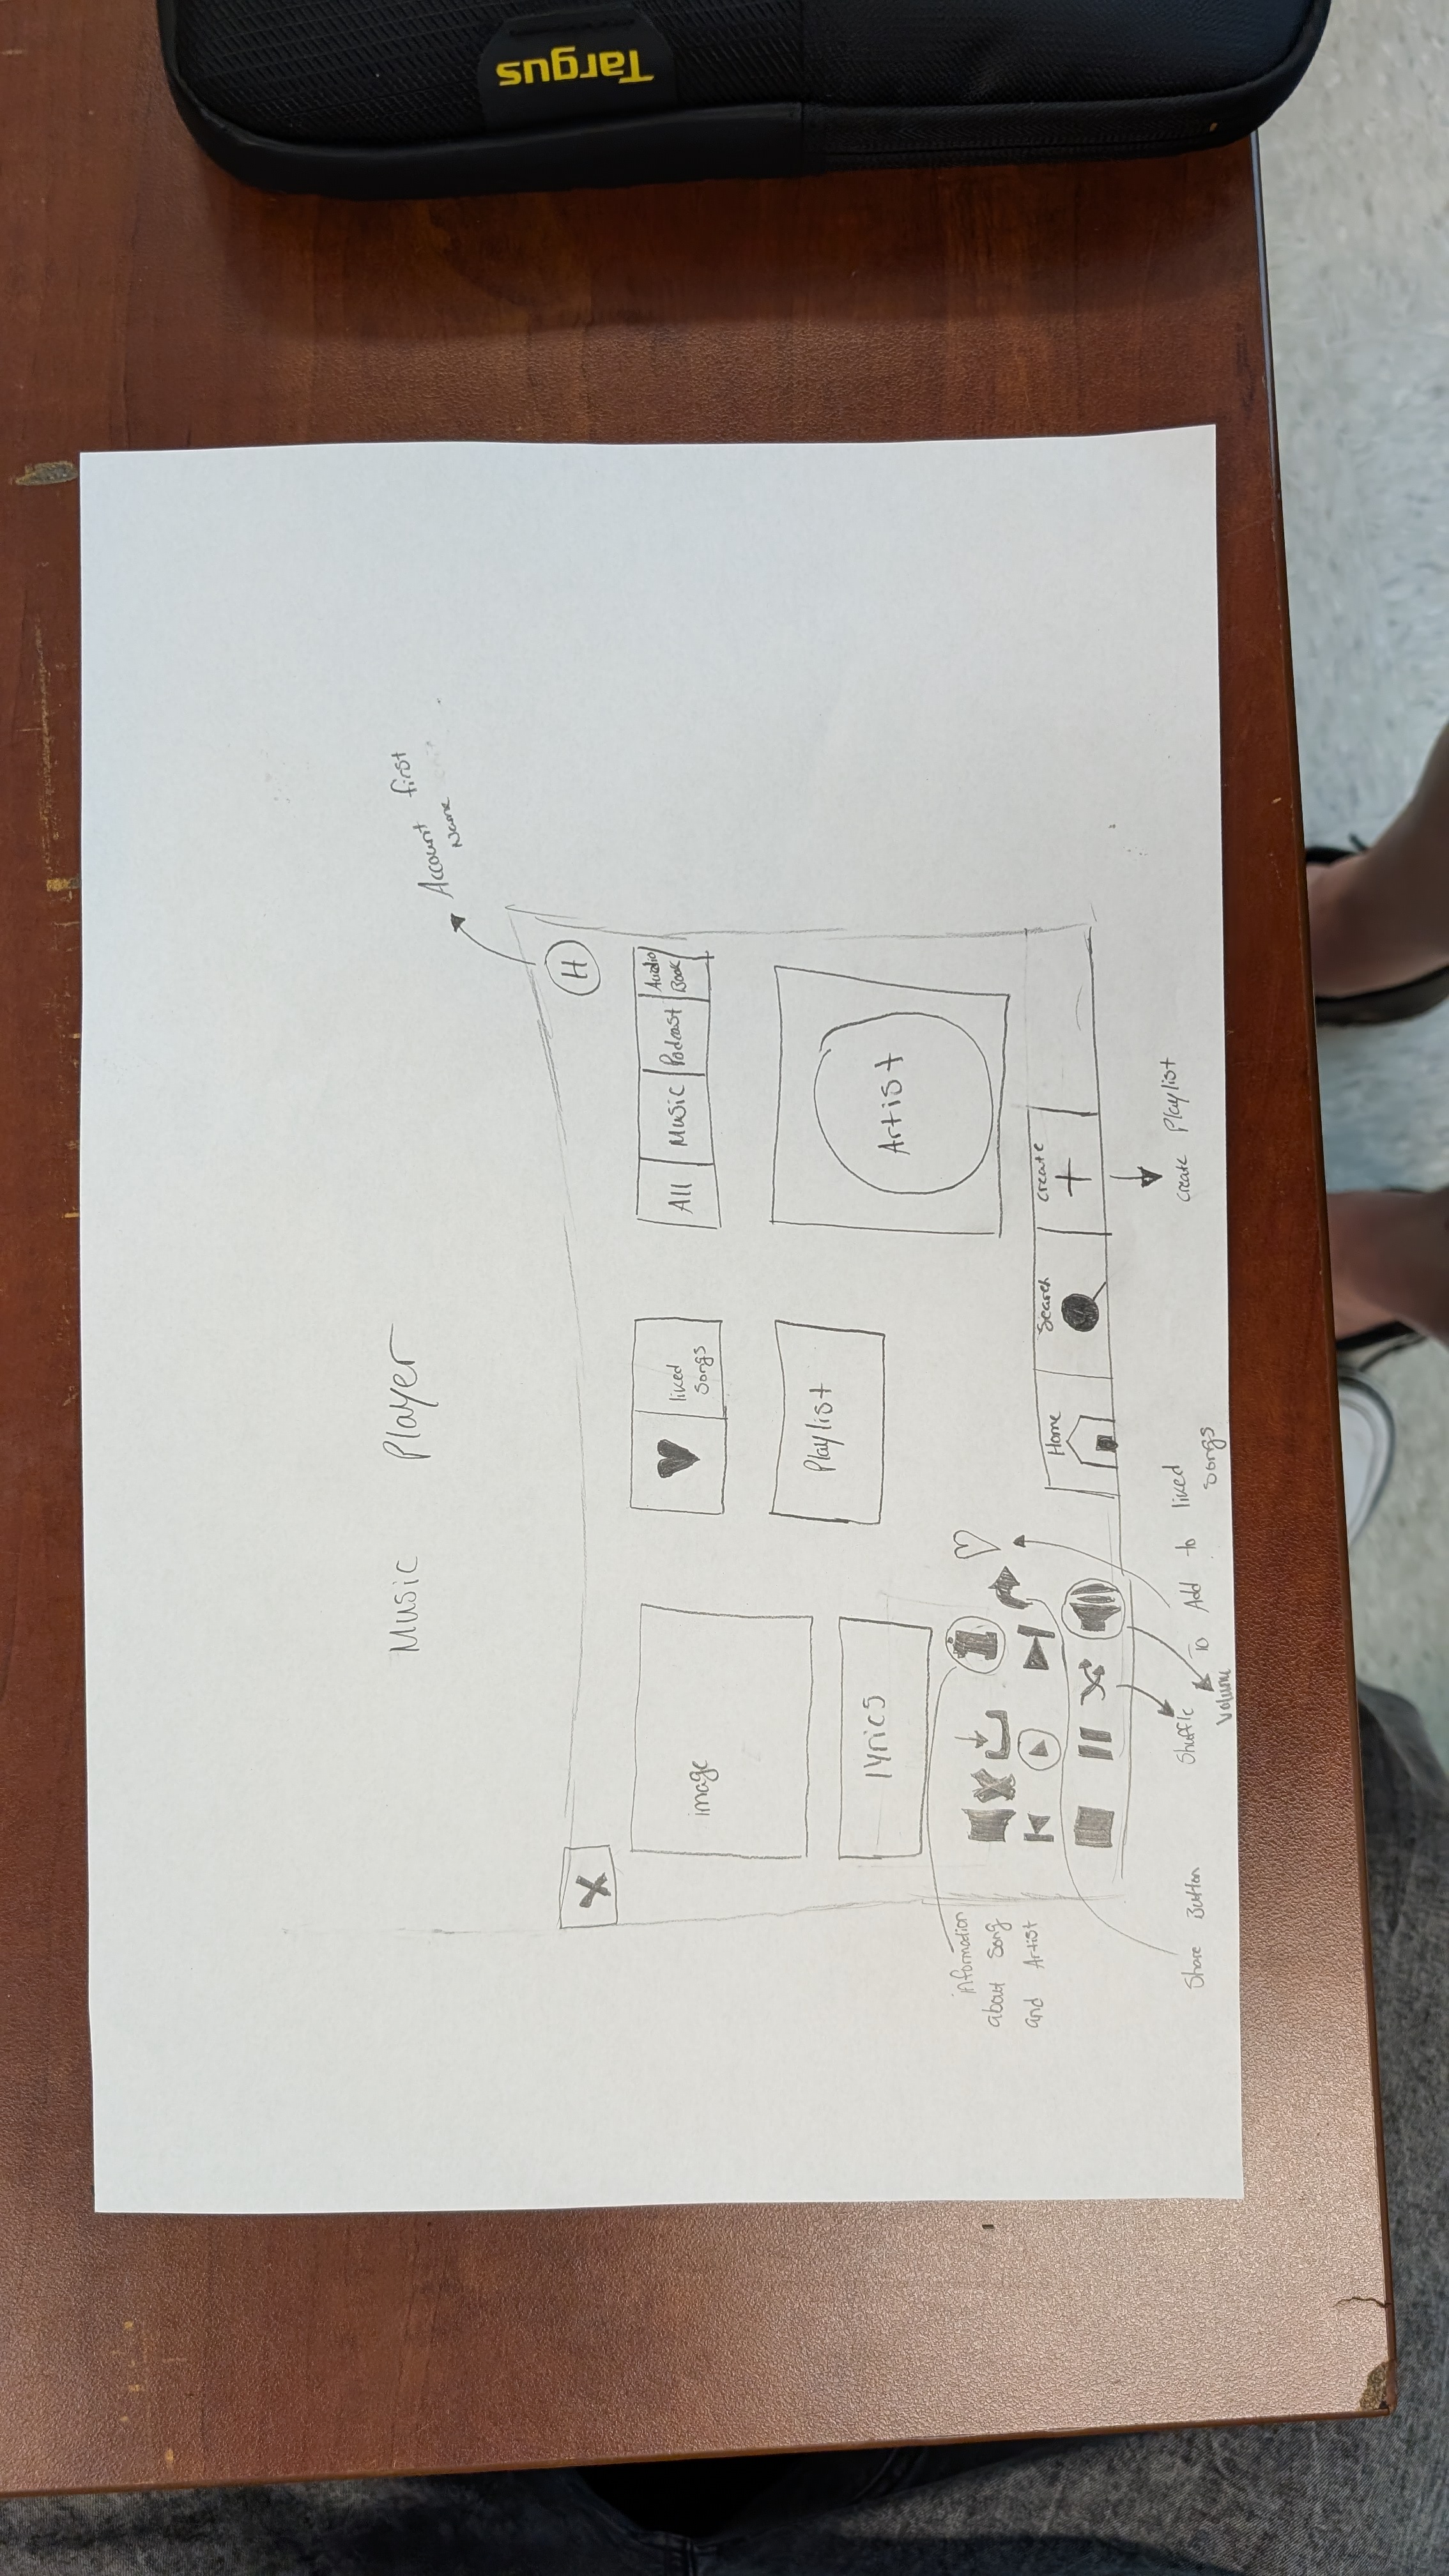 Targus
Music Player
Account first
Name
X
H
image
liked
Songs
All
Music
Podcast
Audio
Book
lyrics
Playlist
Artist
information
about Song
and Artist
Home
Search
Create
Share Button
Shuffle
Volume
To Add to liked
Songs
create Playlist